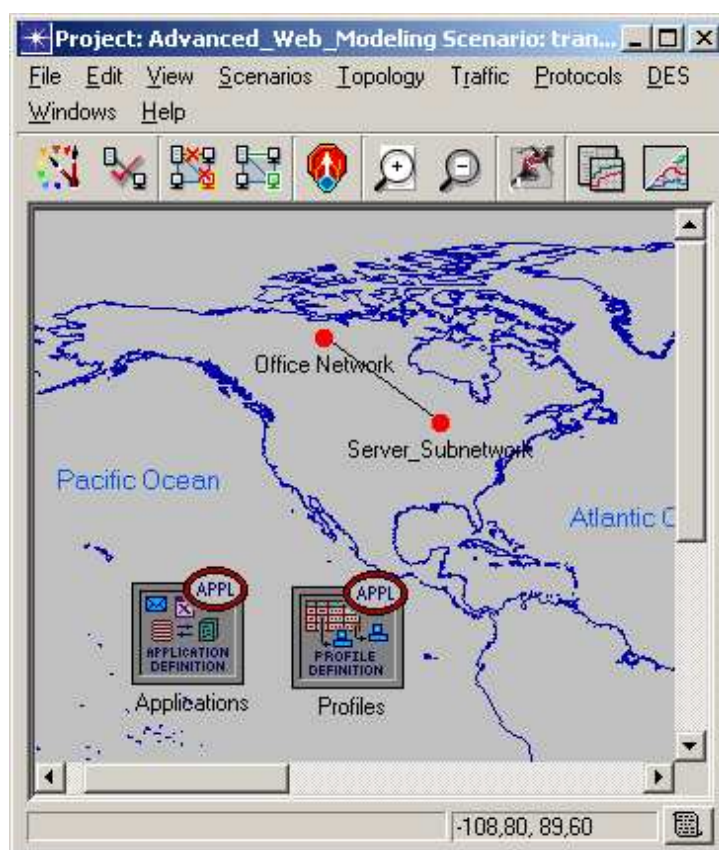 Project: Advanced_Web_Modeling Scenario: tran...
File Edit View Scenarios Topology Traffic Protocols DES
Windows Help
Office Network
Server_Subnetwork
Pacific Ocean
Atlantic O
APPL
APPL
APPLICATION
DEFINITION
PROFILE
DEFINITION
Applications
Profiles
-108,80, 89,60